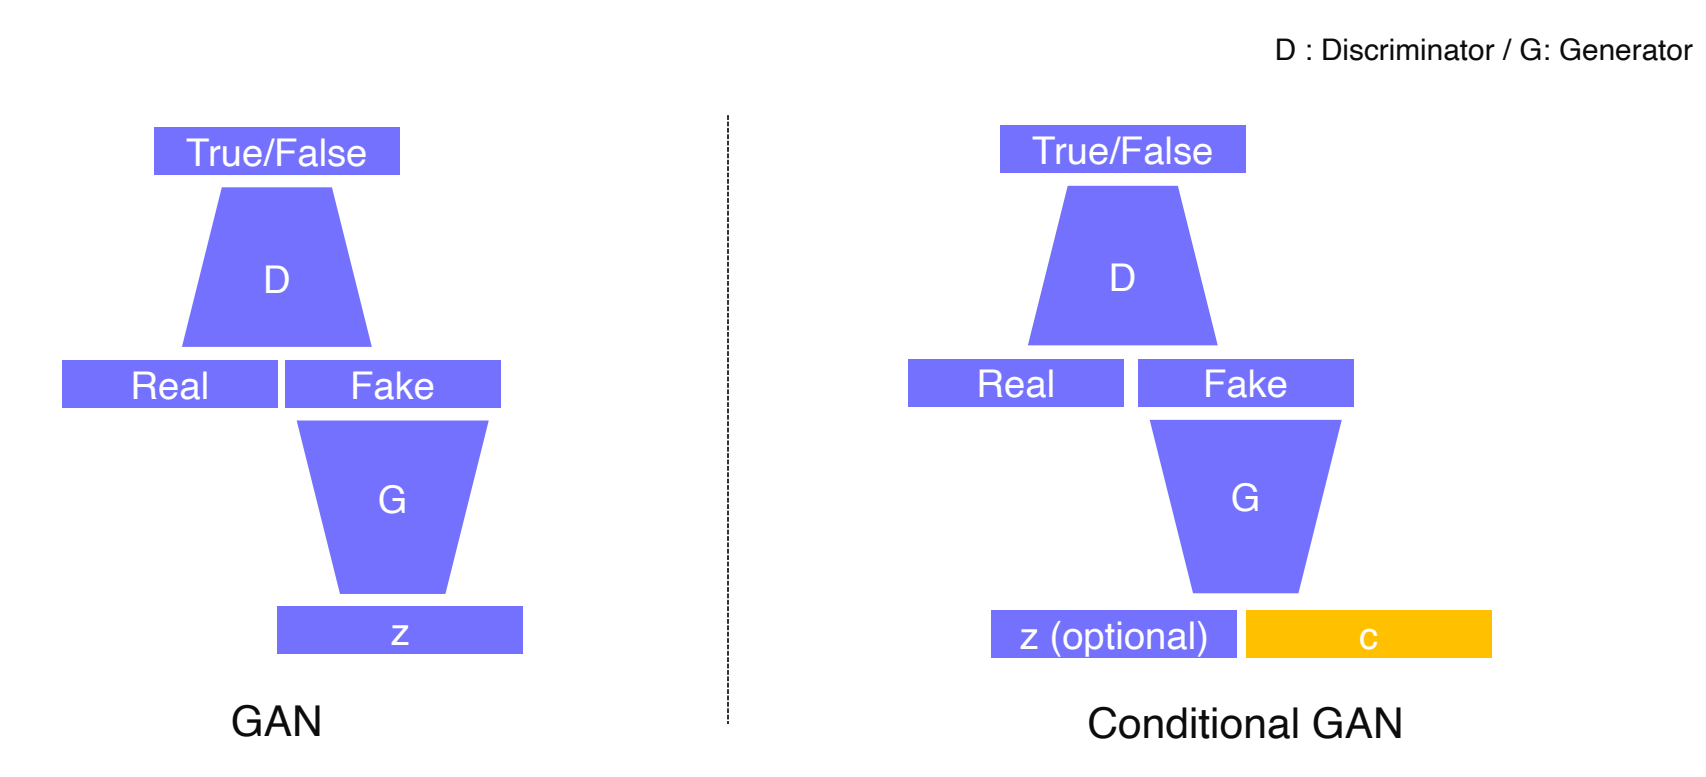 D : Discriminator / G: Generator
True/False
D
Real
Fake
G
z
GAN
True/False
D
Real
Fake
G
z (optional)
c
Conditional GAN